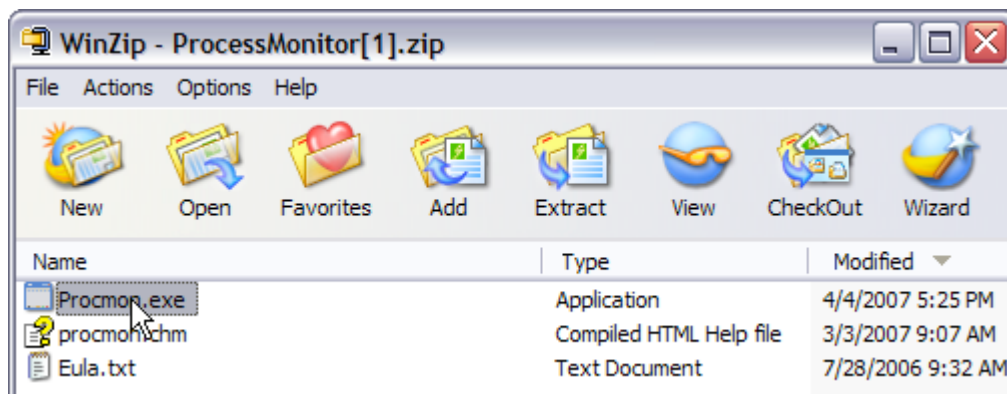 WinZip - ProcessMonitor[1].zip
File Actions Options Help
New Open Favorites Add Extract View CheckOut Wizard
Name Type Modified
Procmon.exe Application 4/4/2007 5:25 PM
procmon.chm Compiled HTML Help file 3/3/2007 9:07 AM
Eula.txt Text Document 7/28/2006 9:32 AM